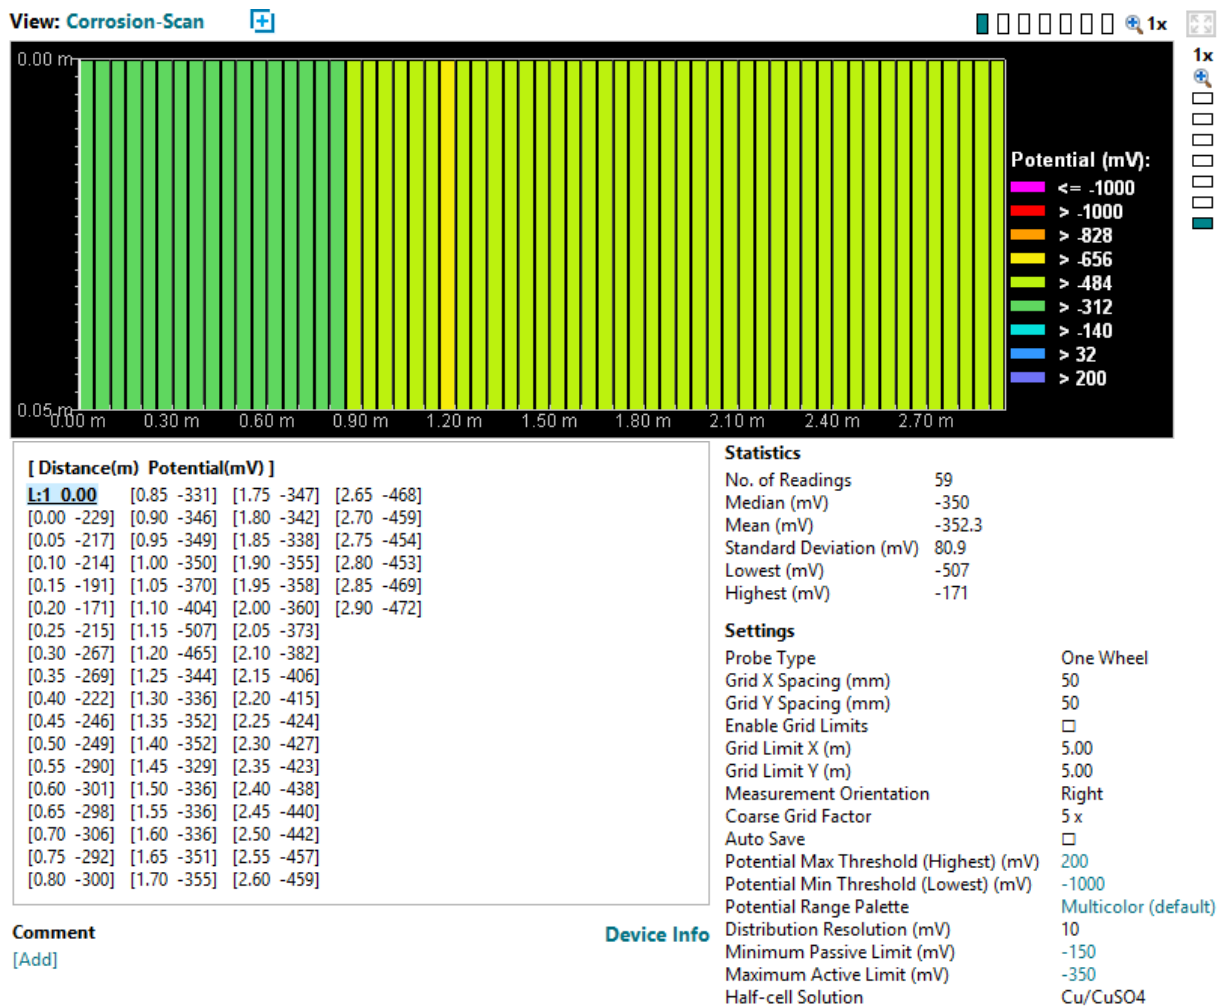 View: Corrosion-Scan
1x
1x
0.00 m
Potential (mV):
<= -1000
> -1000
> -828
> -656
> -484
> -312
> -140
> 32
> 200
0.05 m
0.00 m 0.30 m 0.60 m 0.90 m 1.20 m 1.50 m 1.80 m 2.10 m 2.40 m 2.70 m
[ Distance(m) Potential(mV) ]
L:1 0.00 [0.85 -331] [1.75 -347] [2.65 -468]
[0.00 -229] [0.90 -346] [1.80 -342] [2.70 -459]
[0.05 -217] [0.95 -349] [1.85 -338] [2.75 -454]
[0.10 -214] [1.00 -350] [1.90 -355] [2.80 -453]
[0.15 -191] [1.05 -370] [1.95 -358] [2.85 -469]
[0.20 -171] [1.10 -404] [2.00 -360] [2.90 -472]
[0.25 -215] [1.15 -507] [2.05 -373]
[0.30 -267] [1.20 -465] [2.10 -382]
[0.35 -269] [1.25 -344] [2.15 -406]
[0.40 -222] [1.30 -336] [2.20 -415]
[0.45 -246] [1.35 -352] [2.25 -424]
[0.50 -249] [1.40 -352] [2.30 -427]
[0.55 -290] [1.45 -329] [2.35 -423]
[0.60 -301] [1.50 -336] [2.40 -438]
[0.65 -298] [1.55 -336] [2.45 -440]
[0.70 -306] [1.60 -336] [2.50 -442]
[0.75 -292] [1.65 -351] [2.55 -457]
[0.80 -300] [1.70 -355] [2.60 -459]
Comment
[Add]
Device Info
Statistics
No. of Readings 59
Median (mV) -350
Mean (mV) -352.3
Standard Deviation (mV) 80.9
Lowest (mV) -507
Highest (mV) -171
Settings
Probe Type One Wheel
Grid X Spacing (mm) 50
Grid Y Spacing (mm) 50
Enable Grid Limits
Grid Limit X (m) 5.00
Grid Limit Y (m) 5.00
Measurement Orientation Right
Coarse Grid Factor 5 x
Auto Save
Potential Max Threshold (Highest) (mV) 200
Potential Min Threshold (Lowest) (mV) -1000
Potential Range Palette Multicolor (default)
Distribution Resolution (mV) 10
Minimum Passive Limit (mV) -150
Maximum Active Limit (mV) -350
Half-cell Solution Cu/CuSO4